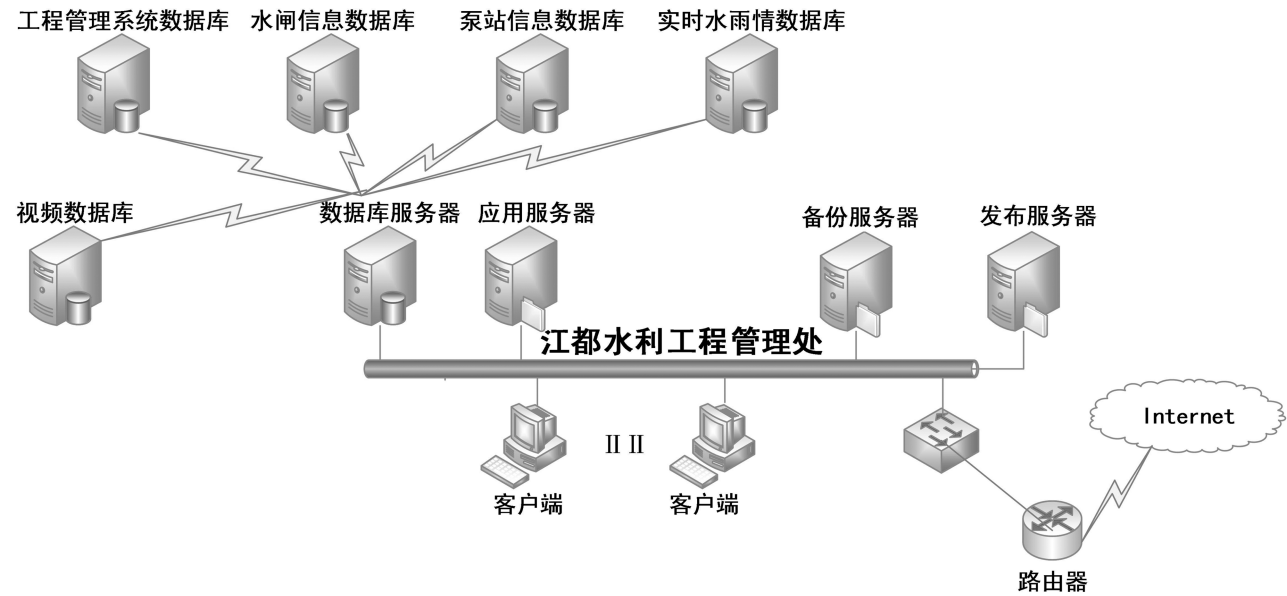 工程管理系统数据库 水闸信息数据库 泵站信息数据库 实时水雨情数据库
视频数据库 数据库服务器 应用服务器 备份服务器 发布服务器
江都水利工程管理处
Internet
II II
客户端 客户端
路由器